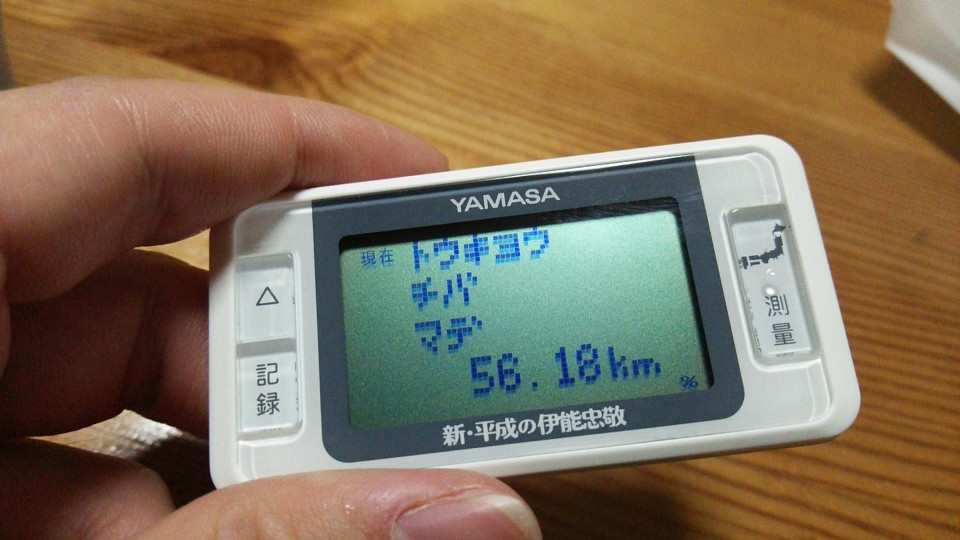 YAMASA
現在 トウキョウ
チバ
マデ
56.18km
%
新・平成の伊能忠敬
△
記録
測量